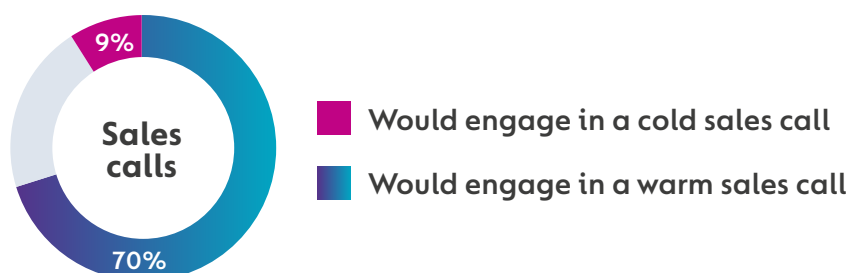 9%
Sales
calls
70%
Would engage in a cold sales call
Would engage in a warm sales call